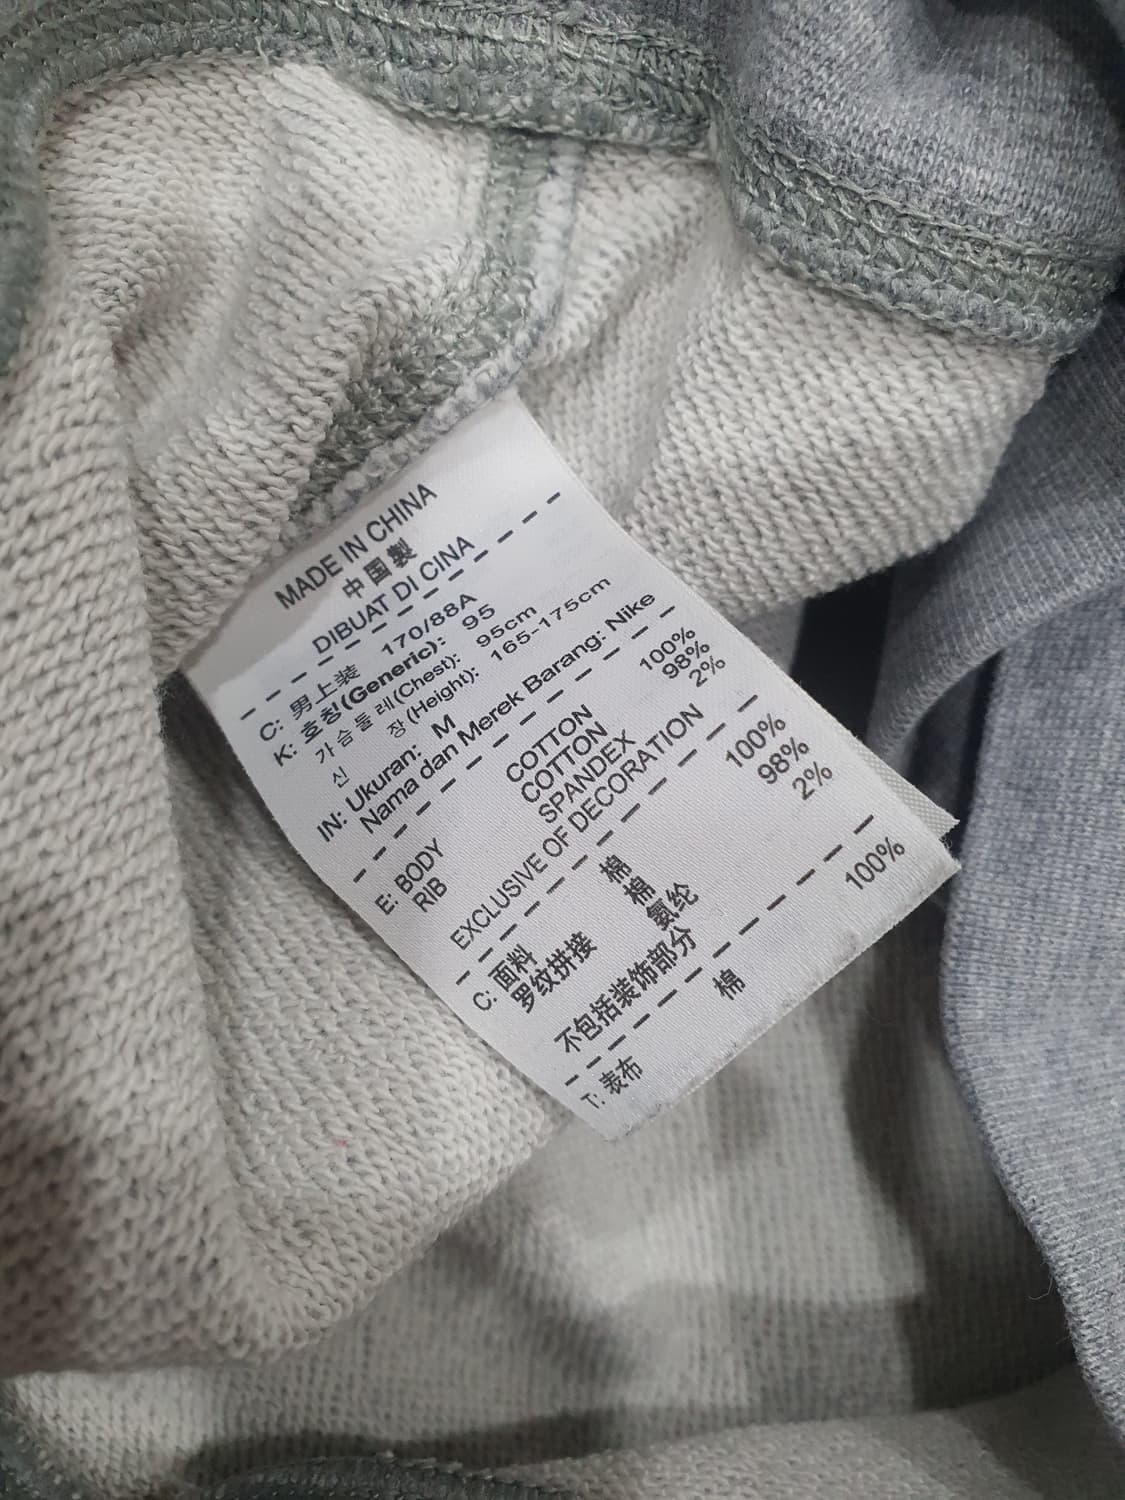 MADE IN CHINA
中国製
DIBUAT DI CINA
C: 男上装 170/88A
K: 호칭(Generic): 95
가슴둘레(Chest): 95cm
신 장(Height): 165-175cm
IN: Ukuran: M
Nama dan Merek Barang: Nike
E: BODY COTTON 100%
RIB COTTON 98%
SPANDEX 2%
EXCLUSIVE OF DECORATION
C: 面料 棉 100%
罗纹拼接 棉 98%
氨纶 2%
不包括装饰部分
T: 表布 棉 100%